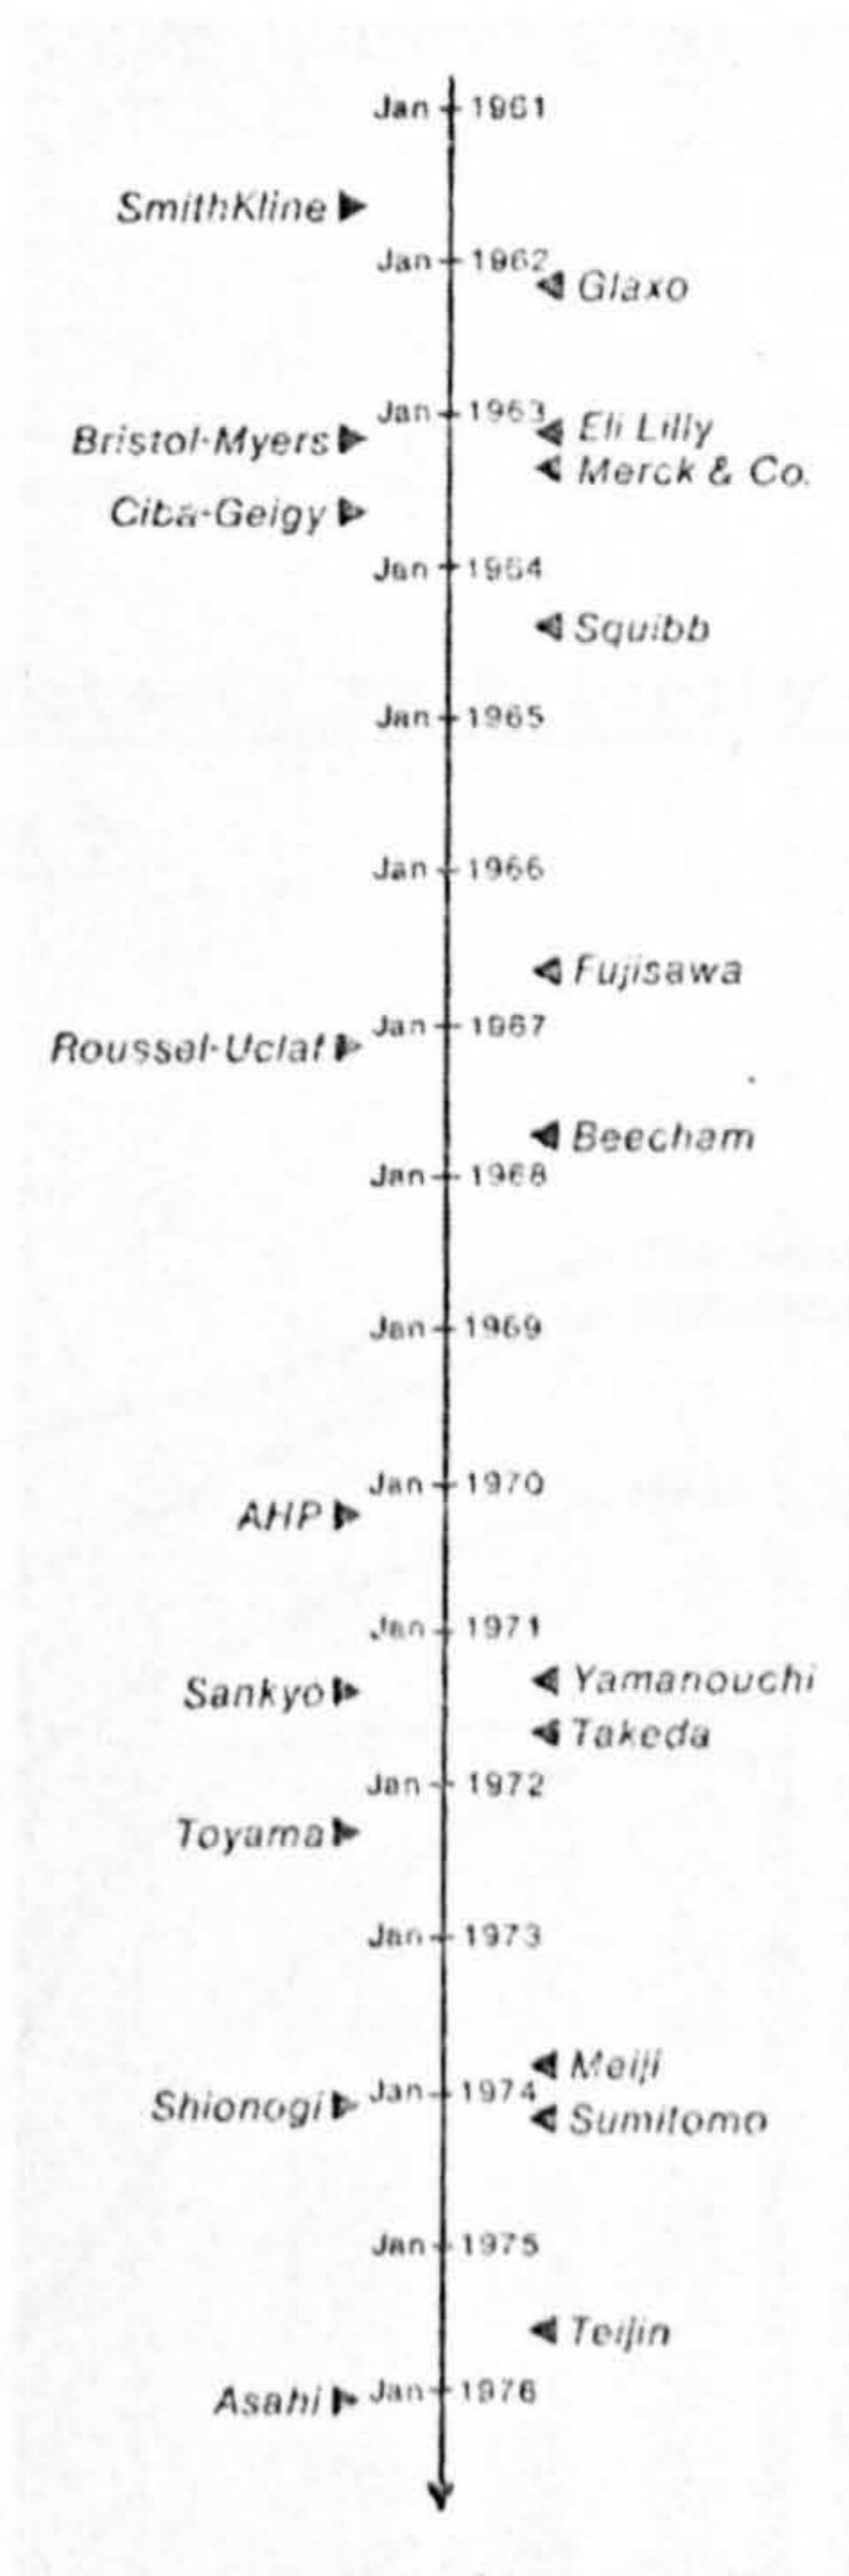 Jan 1961
SmithKline
Jan 1962
Glaxo
Jan 1963
Eli Lilly
Bristol-Myers
Merck & Co.
Ciba-Geigy
Jan 1964
Squibb
Jan 1965
Jan 1966
Fujisawa
Jan 1967
Roussel-Uclaf
Beecham
Jan 1968
Jan 1969
Jan 1970
AHP
Jan 1971
Yamanouchi
Sankyo
Takeda
Jan 1972
Toyama
Jan 1973
Meiji
Jan 1974
Shionogi
Sumitomo
Jan 1975
Teijin
Jan 1976
Asahi